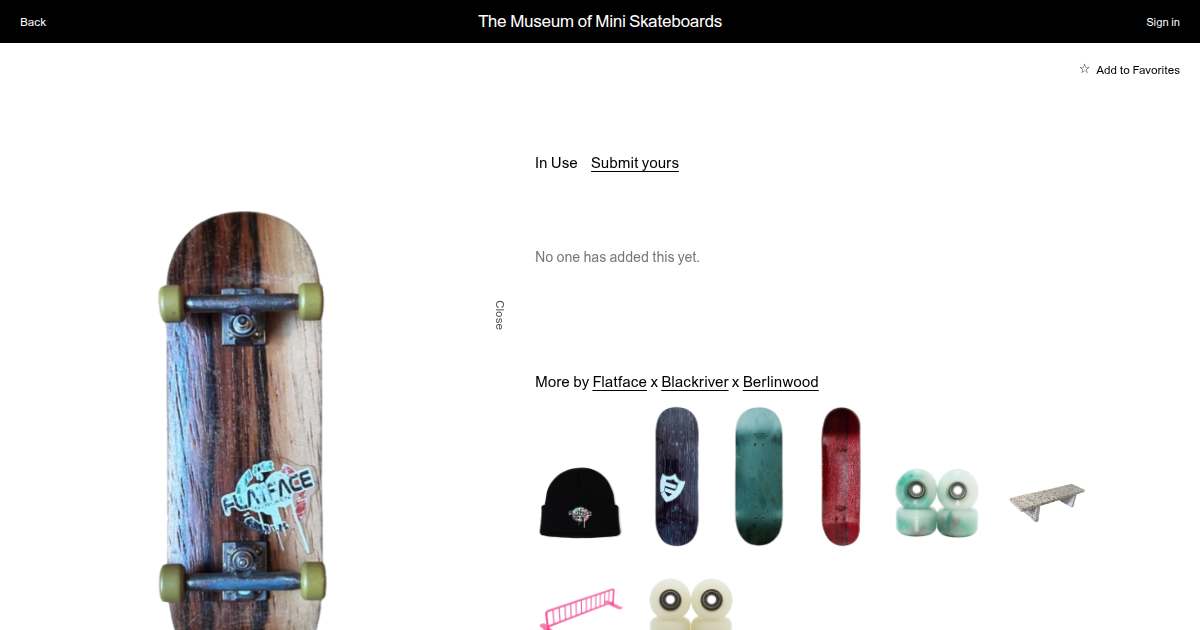 Back
The Museum of Mini Skateboards
Sign in
☆ Add to Favorites
In Use Submit yours
No one has added this yet.
Close
More by Flatface x Blackriver x Berlinwood
FLATFACE